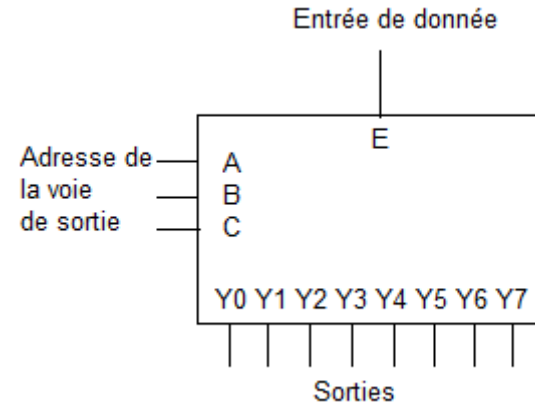 Entrée de donnée
E
Adresse de
la voie
de sortie
A
B
C
Y0 Y1 Y2 Y3 Y4 Y5 Y6 Y7
Sorties